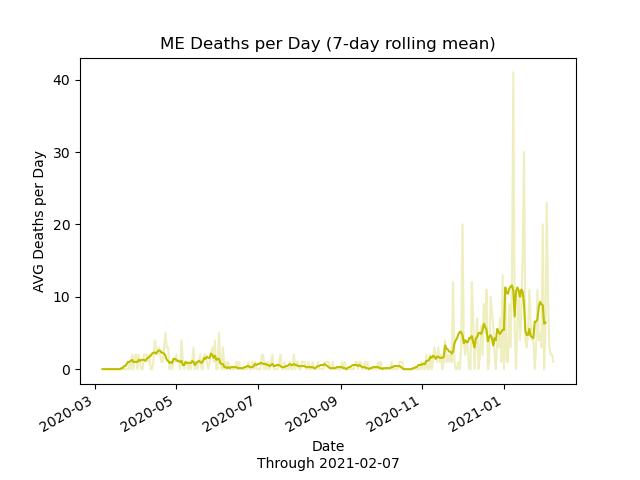 ME Deaths per Day (7-day rolling mean)
AVG Deaths per Day
40
30
20
10
0
2020-03
2020-05
2020-07
2020-09
2020-11
2021-01
Date
Through 2021-02-07